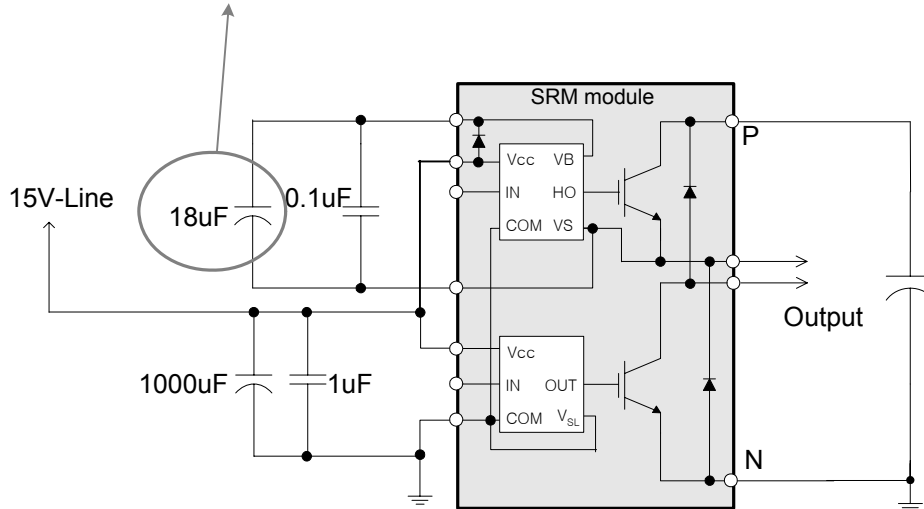 SRM module
P
Vcc
VB
15V-Line
18uF
0.1uF
IN
HO
COM
VS
Output
Vcc
1000uF
1uF
IN
OUT
COM
VSL
N